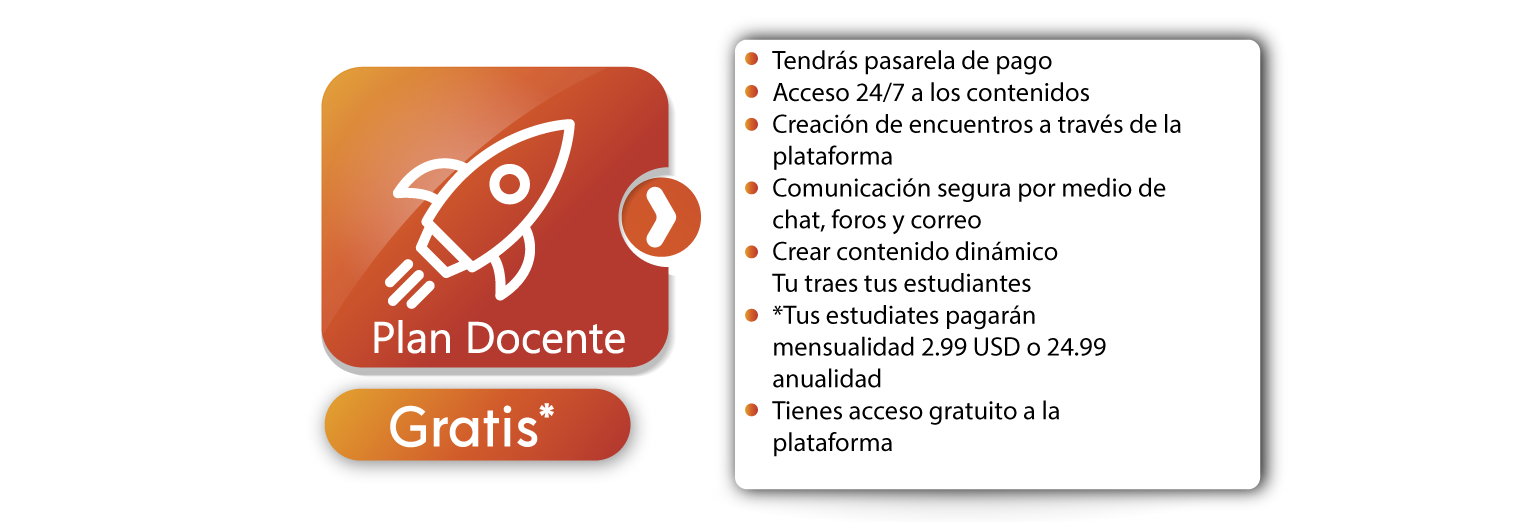 Plan Docente
Gratis*
Tendrás pasarela de pago
Acceso 24/7 a los contenidos
Creación de encuentros a través de la
plataforma
Comunicación segura por medio de
chat, foros y correo
Crear contenido dinámico
Tu traes tus estudiantes
*Tus estudiates pagarán
mensualidad 2.99 USD o 24.99
anualidad
Tienes acceso gratuito a la
plataforma